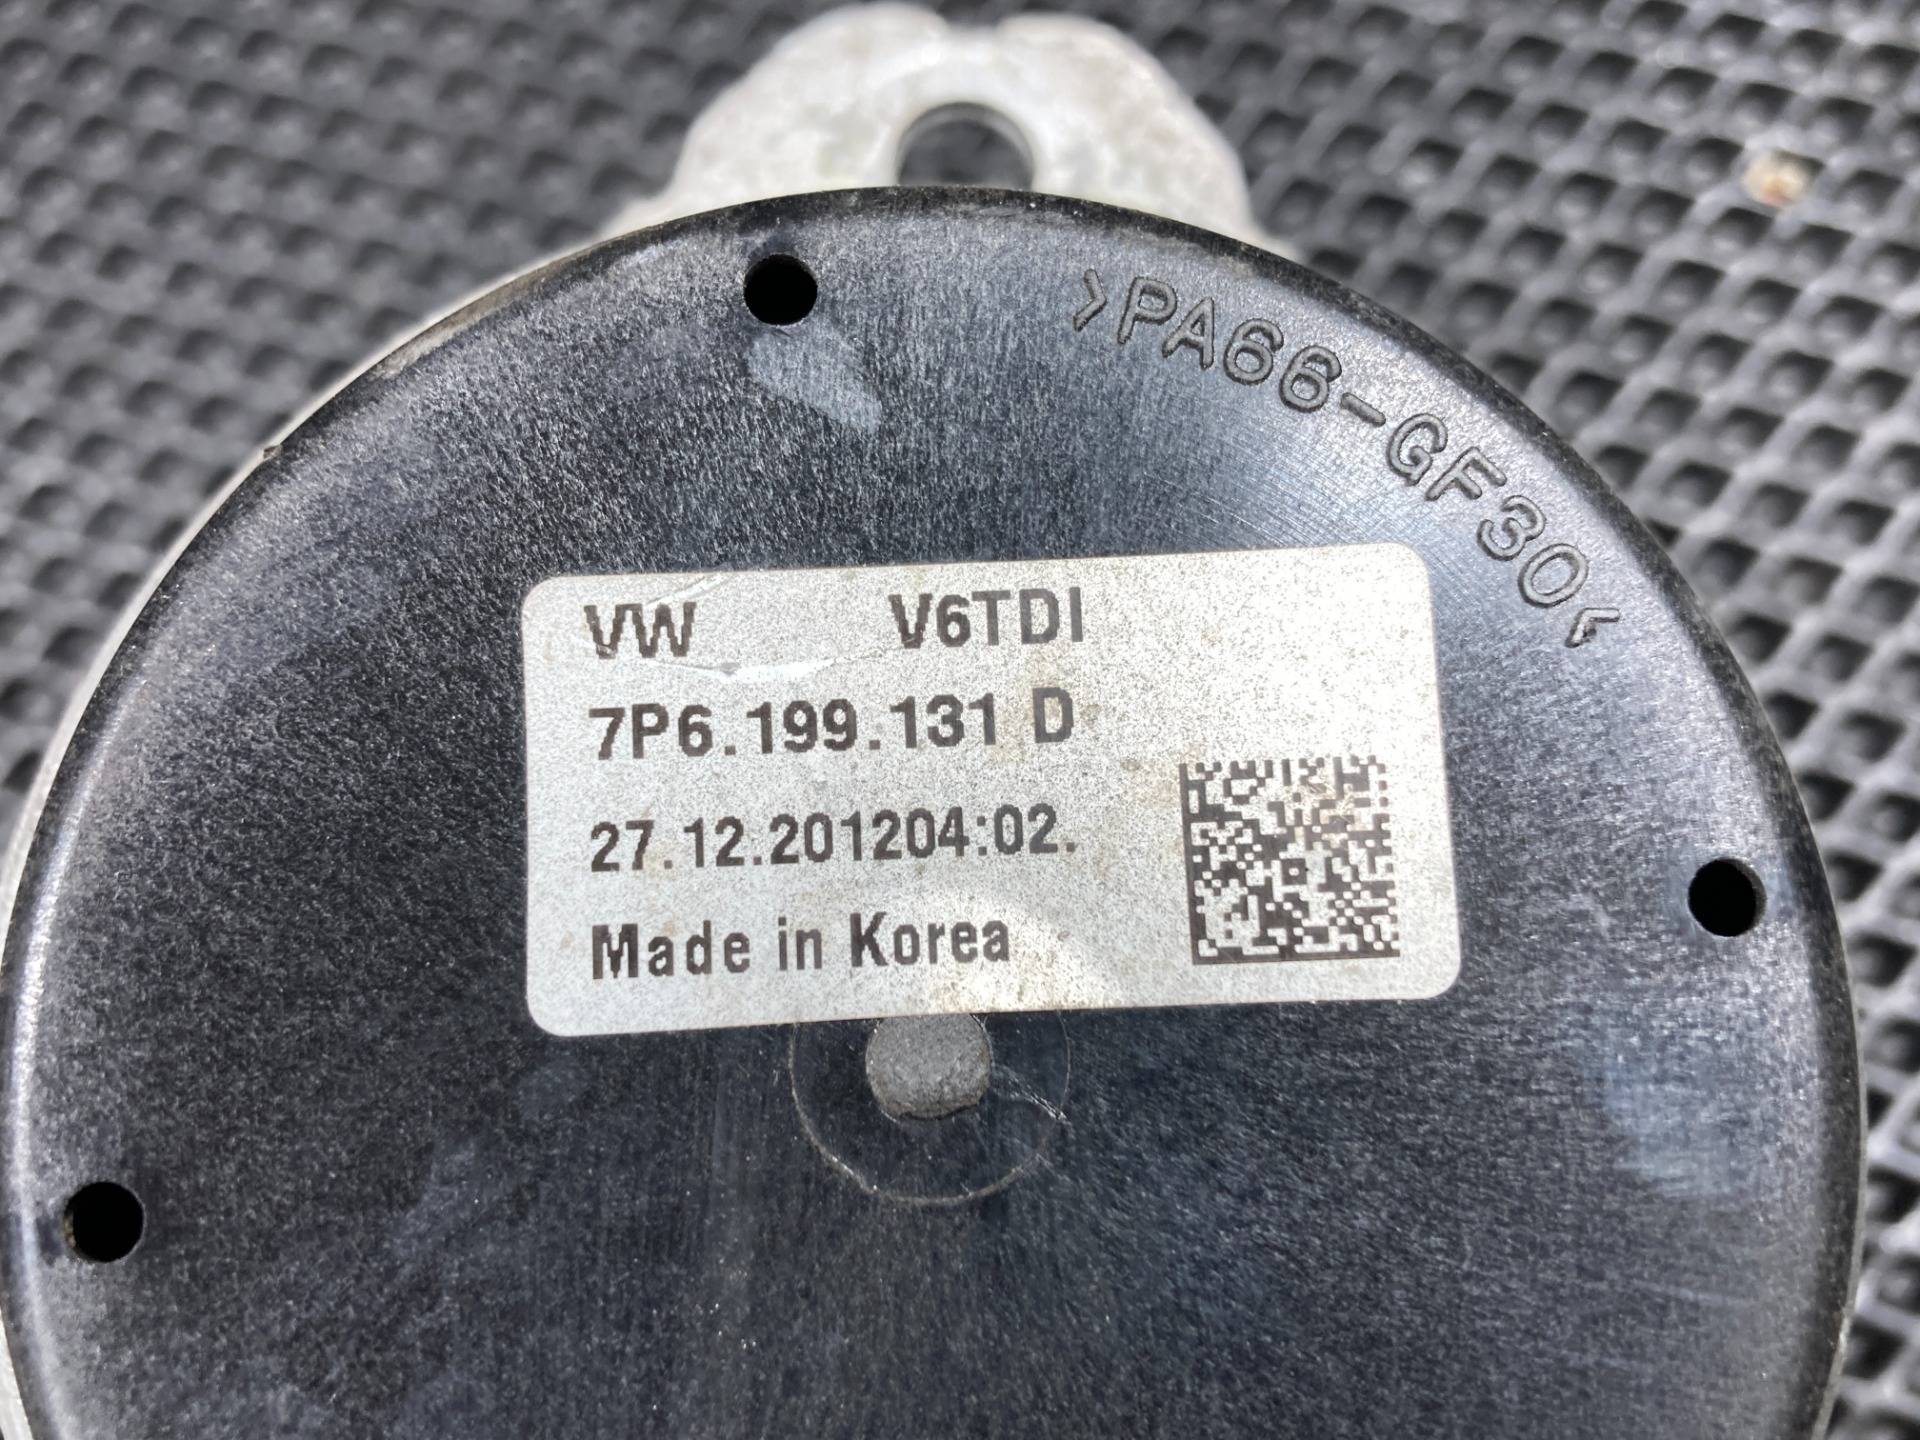 >PA66-GF30<
VW V6TDI
7P6.199.131 D
27.12.201204:02.
Made in Korea